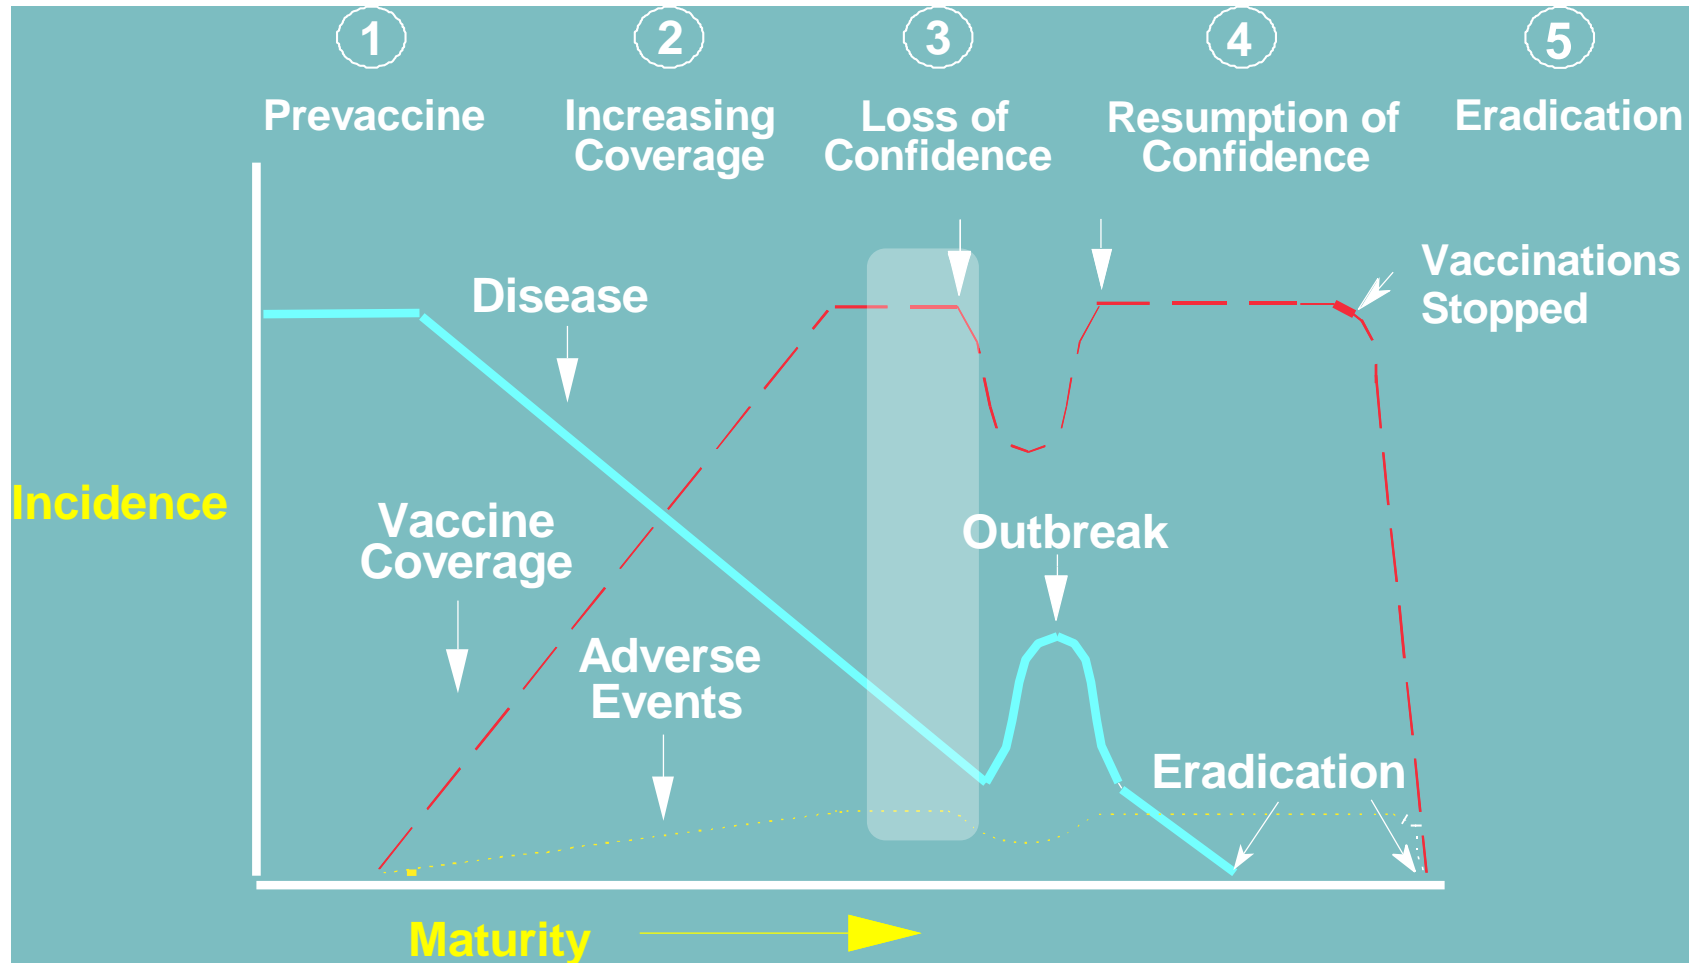 1
2
3
4
5
Prevaccine
Increasing
Coverage
Loss of
Confidence
Resumption of
Confidence
Eradication
Vaccinations
Stopped
Disease
Incidence
Vaccine
Coverage
Outbreak
Adverse
Events
Eradication
Maturity